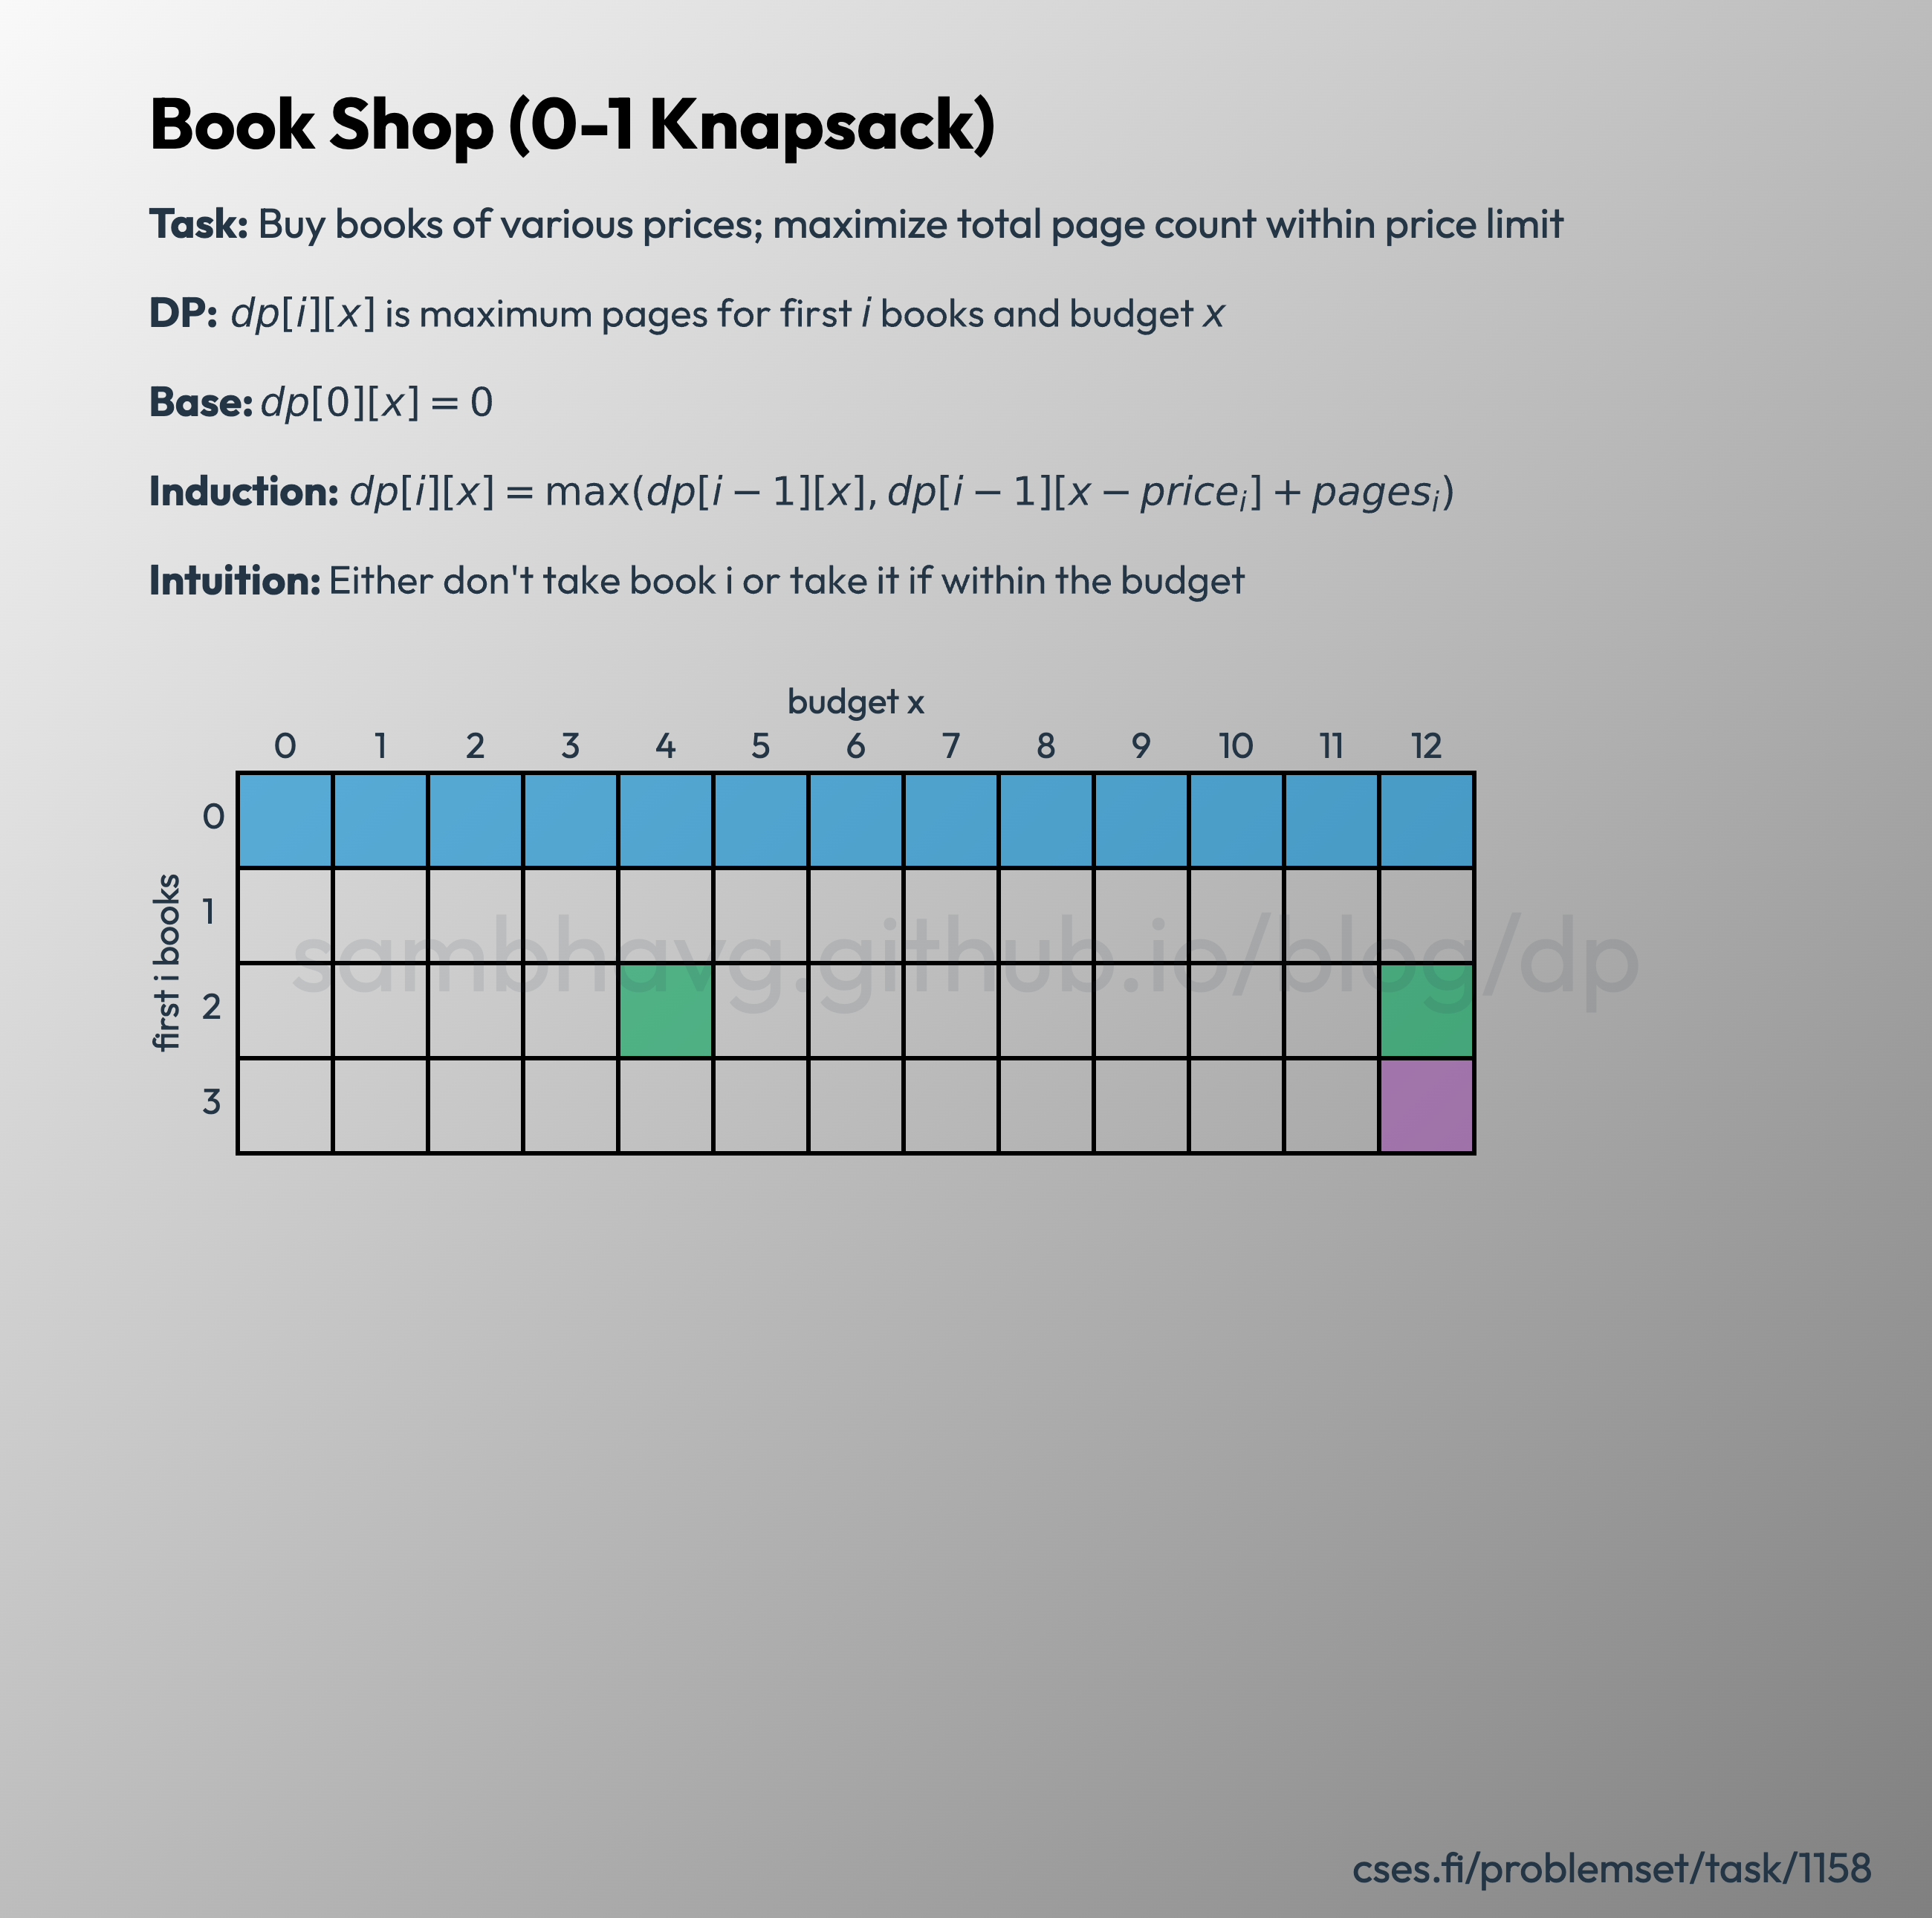 Book Shop (0-1 Knapsack)
Task: Buy books of various prices; maximize total page count within price limit
DP: dp[i][x] is maximum pages for first i books and budget x
Base: dp[0][x] = 0
Induction: dp[i][x] = max(dp[i − 1][x], dp[i − 1][x − priceᵢ] + pagesᵢ)
Intuition: Either don't take book i or take it if within the budget
budget x
0 1 2 3 4 5 6 7 8 9 10 11 12
first i books
0
1
sambhavg.github.io/blog/dp
2
3
cses.fi/problemset/task/1158